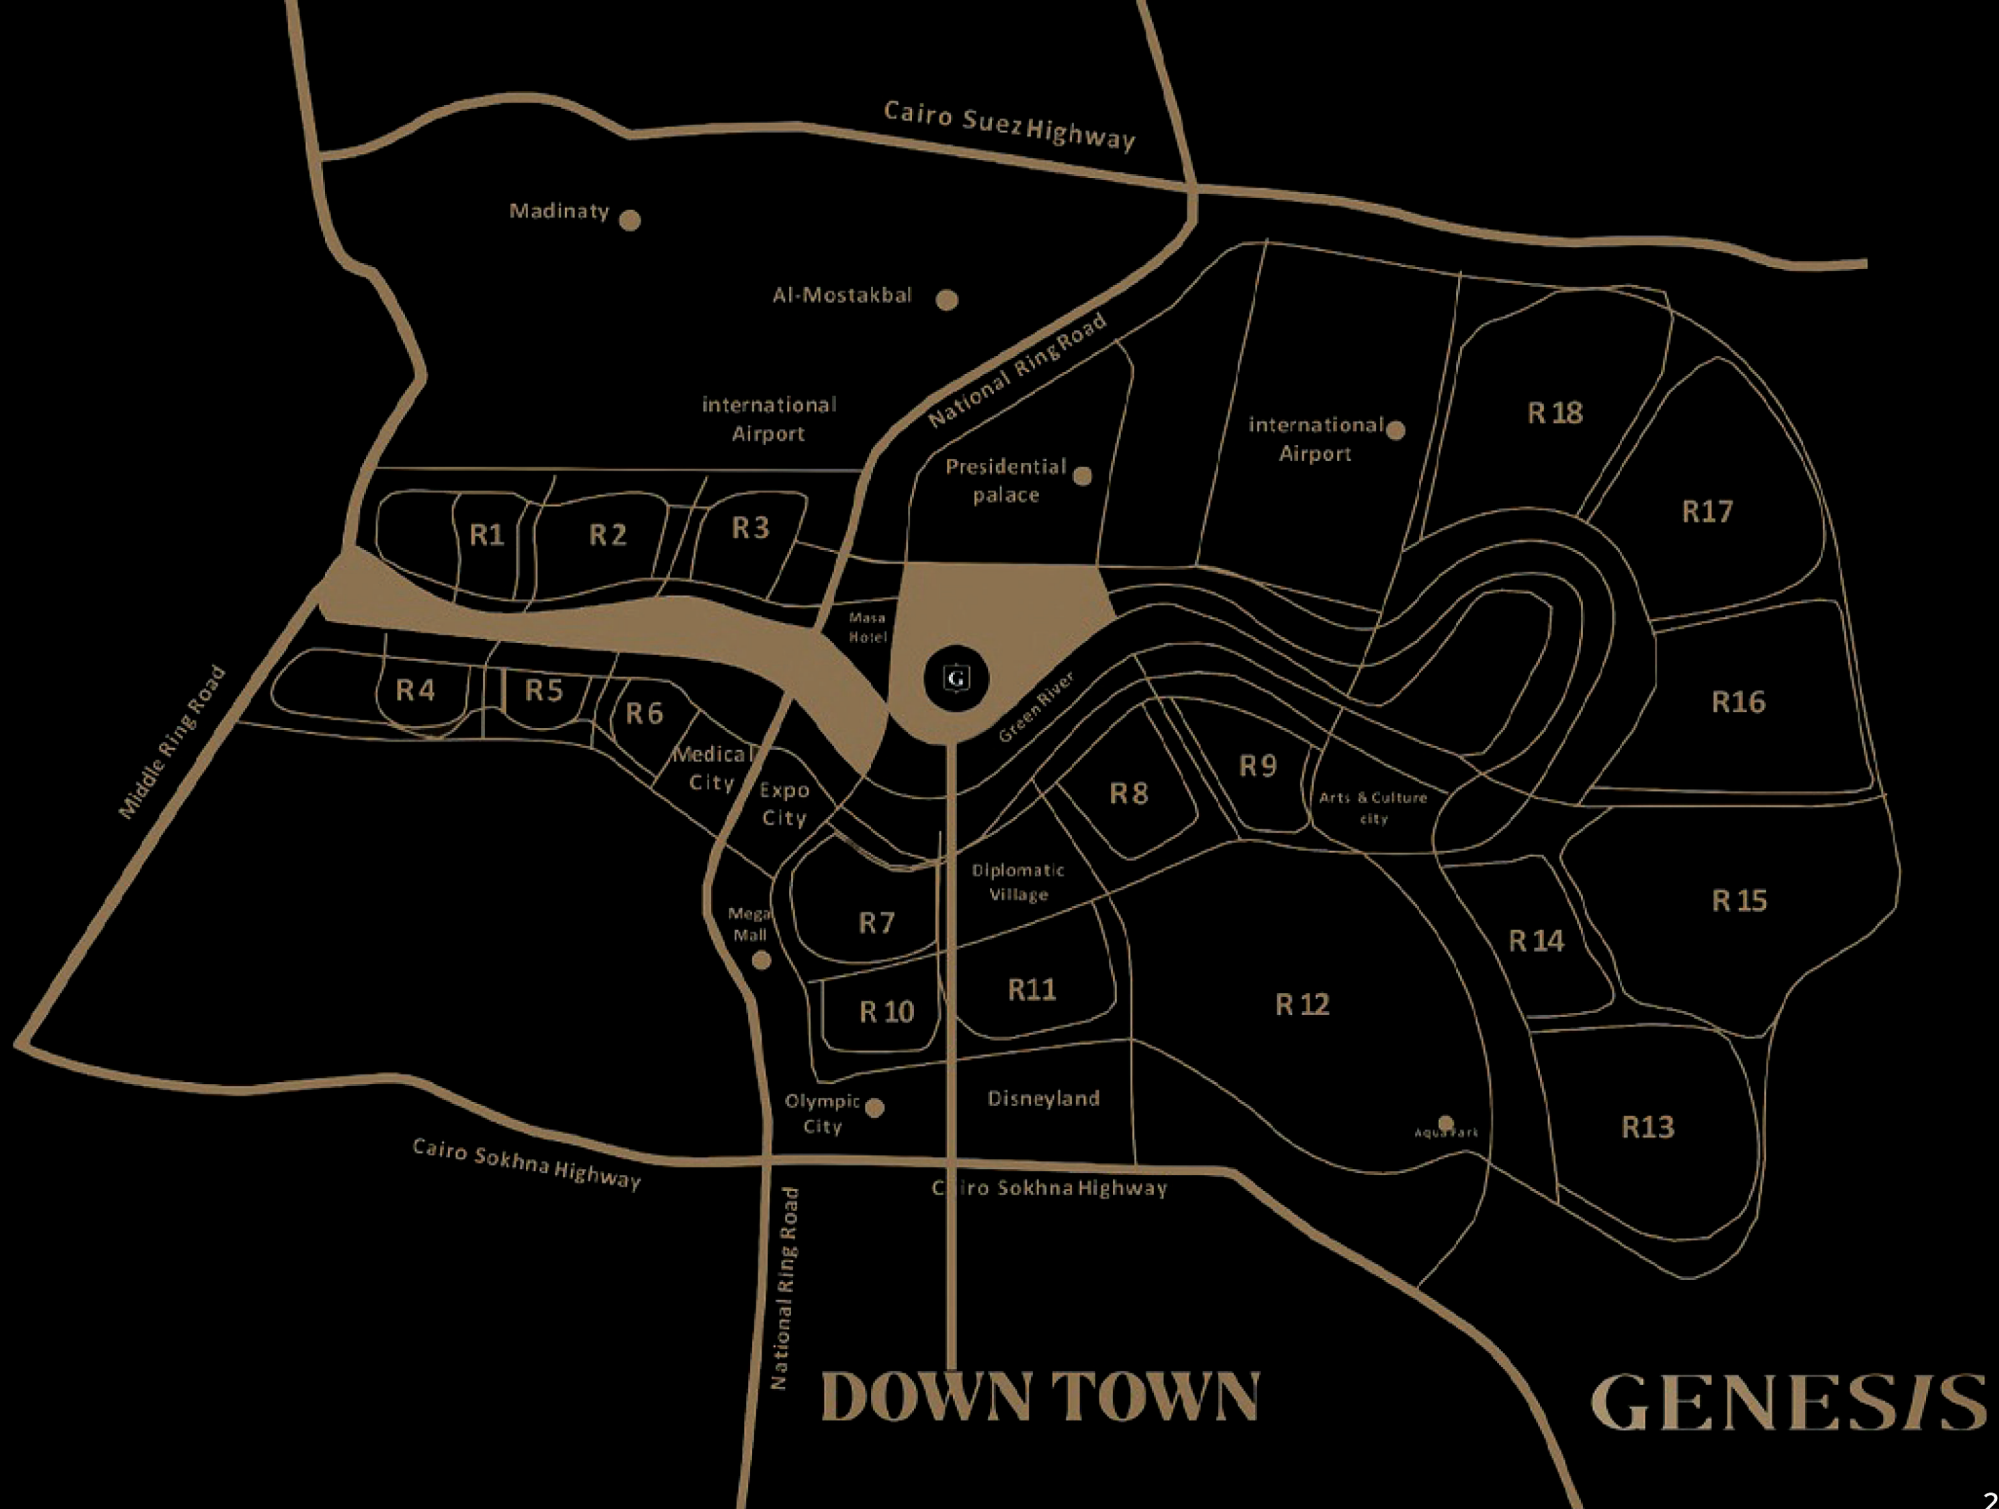 Cairo Suez Highway
Madinaty
Al-Mostakbal
National Ring Road
international
Airport
international
Airport
Presidential
palace
R 18
R17
R1
R2
R3
Masa
Hotel
G
Green River
R4
R5
R6
Middle Ring Road
Medical
City
Expo
City
R8
R9
Arts & Culture
city
R16
Diplomatic
Village
R7
Mega
Mall
R 15
R 14
R 10
R11
R 12
Olympic
City
Disneyland
Aqua Park
R13
Cairo Sokhna Highway
Cairo Sokhna Highway
National Ring Road
DOWN TOWN
GENESIS
2